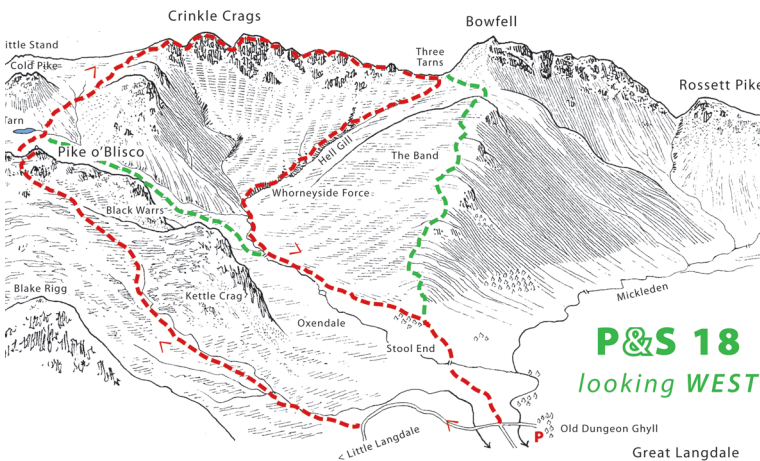 Crinkle Crags
Bowfell
ittle Stand
Three
Tarns
Cold Pike
Rossett Pike
Tarn
Hell Gill
The Band
Pike o'Blisco
Whorneyside Force
Black Warrs
Blake Rigg
Kettle Crag
Mickleden
Oxendale
Stool End
P&S 18
looking WEST
P
Old Dungeon Ghyll
< Little Langdale
Great Langdale